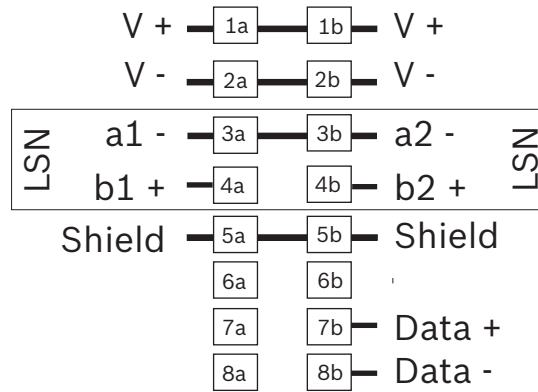 V + 1a 1b V +
V - 2a 2b V -
LSN a1 - 3a 3b a2 - LSN
b1 + 4a 4b b2 +
Shield 5a 5b Shield
6a 6b
7a 7b Data +
8a 8b Data -